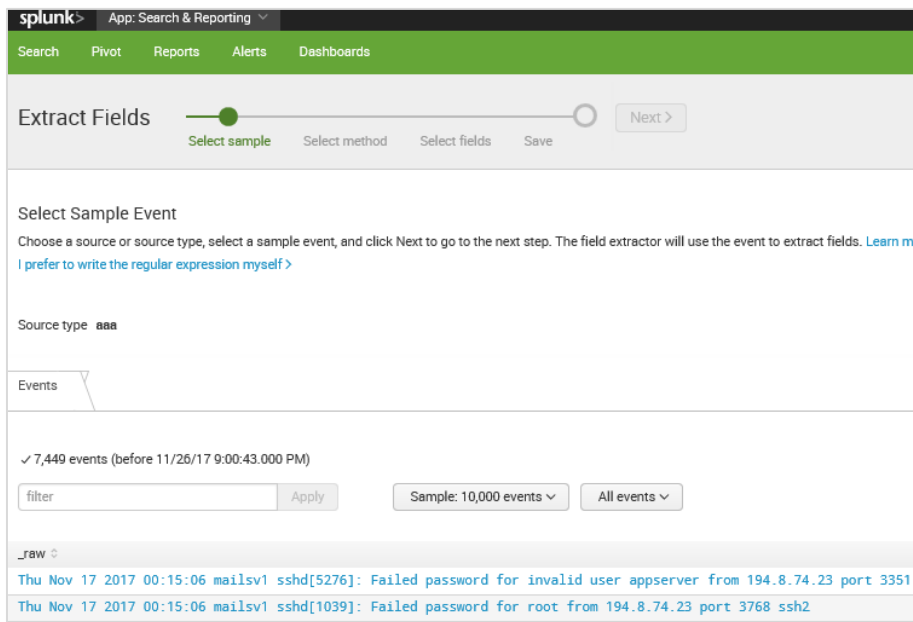 splunk> App: Search & Reporting
Search Pivot Reports Alerts Dashboards
Extract Fields
Next >
Select sample Select method Select fields Save
Select Sample Event
Choose a source or source type, select a sample event, and click Next to go to the next step. The field extractor will use the event to extract fields. Learn m
I prefer to write the regular expression myself >
Source type aaa
Events
✓ 7,449 events (before 11/26/17 9:00:43.000 PM)
filter Apply Sample: 10,000 events All events
_raw
Thu Nov 17 2017 00:15:06 mailsv1 sshd[5276]: Failed password for invalid user appserver from 194.8.74.23 port 3351
Thu Nov 17 2017 00:15:06 mailsv1 sshd[1039]: Failed password for root from 194.8.74.23 port 3768 ssh2